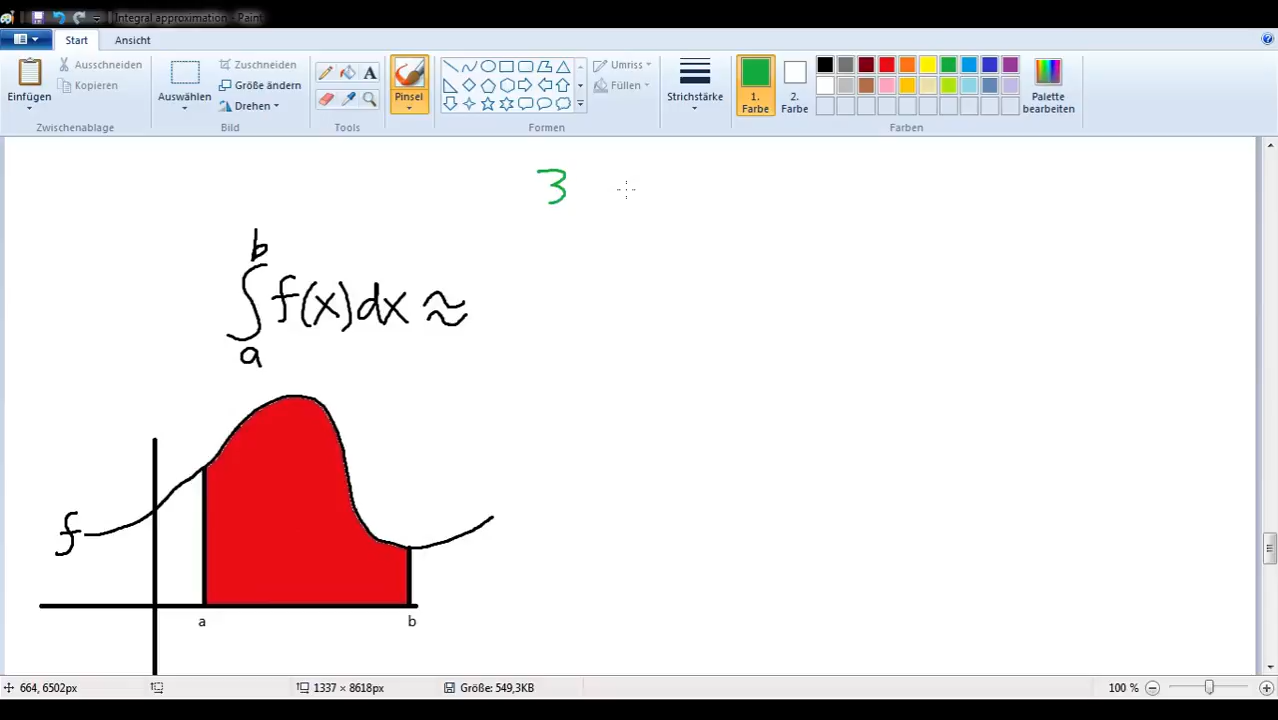 Integral approximation - Paint
Start Ansicht
Einfügen Ausschneiden Kopieren Zwischenablage
Auswählen Zuschneiden Größe ändern Drehen Bild
A Tools
Pinsel
Umriss Füllen Formen
Strichstärke
1. Farbe 2. Farbe Palette bearbeiten Farben
3
b
∫f(x)dx ≈
a
f
a b
664, 6502px 1337 × 8618px Größe: 549,3KB 100 %